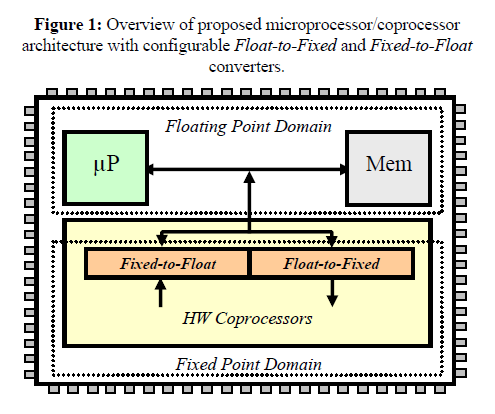 Figure 1: Overview of proposed microprocessor/coprocessor
architecture with configurable Float-to-Fixed and Fixed-to-Float
converters.
Floating Point Domain
µP
Mem
Fixed-to-Float
Float-to-Fixed
HW Coprocessors
Fixed Point Domain